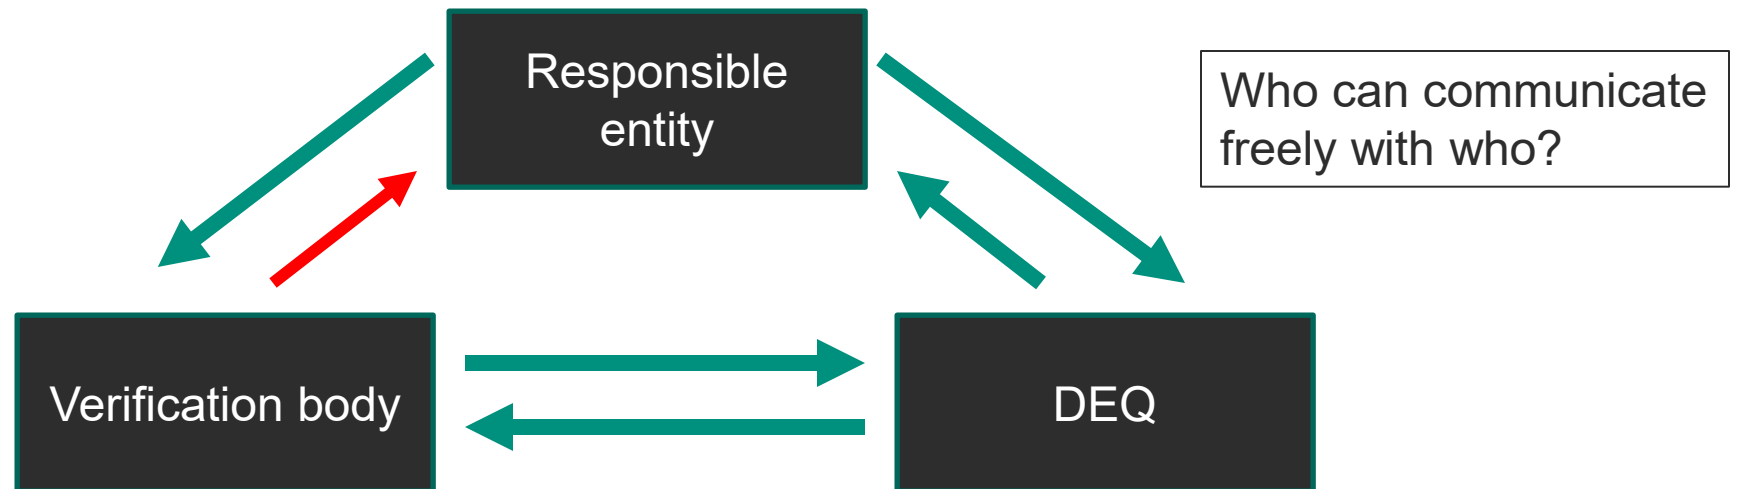 Responsible
entity
Who can communicate
freely with who?
Verification body
DEQ